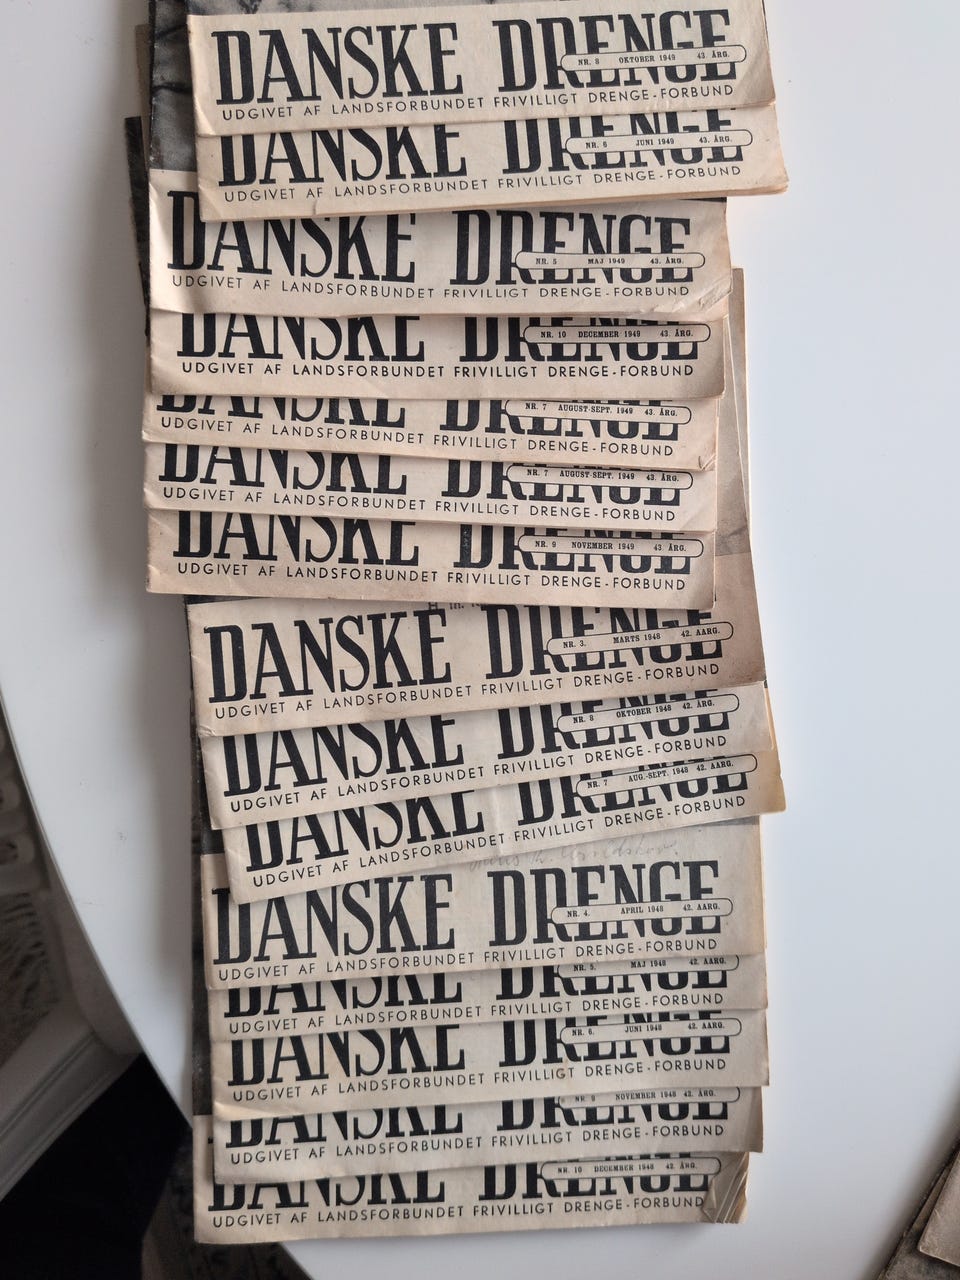 DANSKE DRENGE
NR. 8 OKTOBER 1949 43. ÅRG.
UDGIVET AF LANDSFORBUNDET FRIVILLIGT DRENGE-FORBUND
DANSKE DRENGE
NR. 6 JUNI 1949 43. ÅRG.
UDGIVET AF LANDSFORBUNDET FRIVILLIGT DRENGE-FORBUND
DANSKE DRENGE
NR. 5 MAJ 1949 43. ÅRG.
UDGIVET AF LANDSFORBUNDET FRIVILLIGT DRENGE-FORBUND
DANSKE DRENGE
NR. 10 DECEMBER 1949 43. ÅRG.
UDGIVET AF LANDSFORBUNDET FRIVILLIGT DRENGE-FORBUND
DANSKE DRENGE
NR. 7 AUGUST-SEPT. 1949 43. ÅRG.
UDGIVET AF LANDSFORBUNDET FRIVILLIGT DRENGE-FORBUND
DANSKE DRENGE
NR. 7 AUGUST-SEPT. 1949 43. ÅRG.
UDGIVET AF LANDSFORBUNDET FRIVILLIGT DRENGE-FORBUND
DANSKE DRENGE
NR. 9 NOVEMBER 1949 43 ÅRG.
UDGIVET AF LANDSFORBUNDET FRIVILLIGT DRENGE-FORBUND
DANSKE DRENGE
NR. 3. MARTS 1948 42. AARG.
UDGIVET AF LANDSFORBUNDET FRIVILLIGT DRENGE-FORBUND
DANSKE DRENGE
NR. 8 OKTOBER 1948 42. ÅRG.
UDGIVET AF LANDSFORBUNDET FRIVILLIGT DRENGE-FORBUND
DANSKE DRENGE
NR. 7 AUG.-SEPT. 1948 42. AARG.
UDGIVET AF LANDSFORBUNDET FRIVILLIGT DRENGE-FORBUND
DANSKE DRENGE
NR. 4. APRIL 1948 42. AARG.
UDGIVET AF LANDSFORBUNDET FRIVILLIGT DRENGE-FORBUND
DANSKE DRENGE
NR. 5. MAJ 1948 42. AARG.
UDGIVET AF LANDSFORBUNDET FRIVILLIGT DRENGE-FORBUND
DANSKE DRENGE
NR. 6. JUNI 1948 42. AARG.
UDGIVET AF LANDSFORBUNDET FRIVILLIGT DRENGE-FORBUND
DANSKE DRENGE
NR 9 NOVEMBER 1948 42. ÅRG.
UDGIVET AF LANDSFORBUNDET FRIVILLIGT DRENGE-FORBUND
DANSKE DRENGE
NR. 10 DECEMBER 1948 42. ÅRG.
UDGIVET AF LANDSFORBUNDET FRIVILLIGT DRENGE-FORBUND